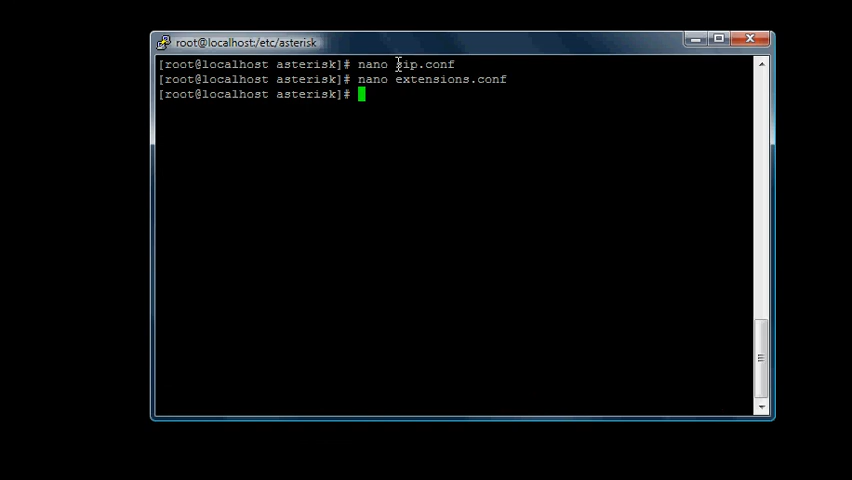 root@localhost:/etc/asterisk
[root@localhost asterisk]# nano sip.conf
[root@localhost asterisk]# nano extensions.conf
[root@localhost asterisk]#